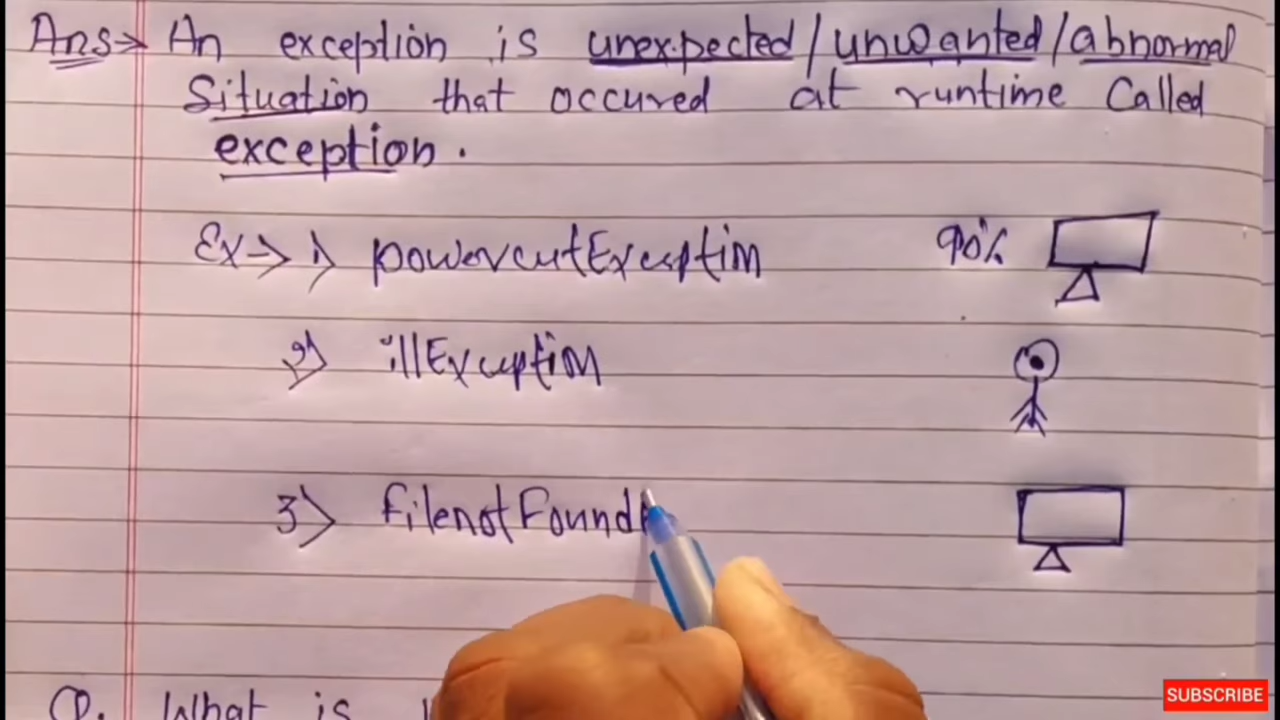 Ans→ An exception is unexpected/unwanted/abnormal
Situation that occured at runtime Called
exception.
Ex→ 1) powercutException 90%
2) illException
3) filenotFound
Q. What is
SUBSCRIBE